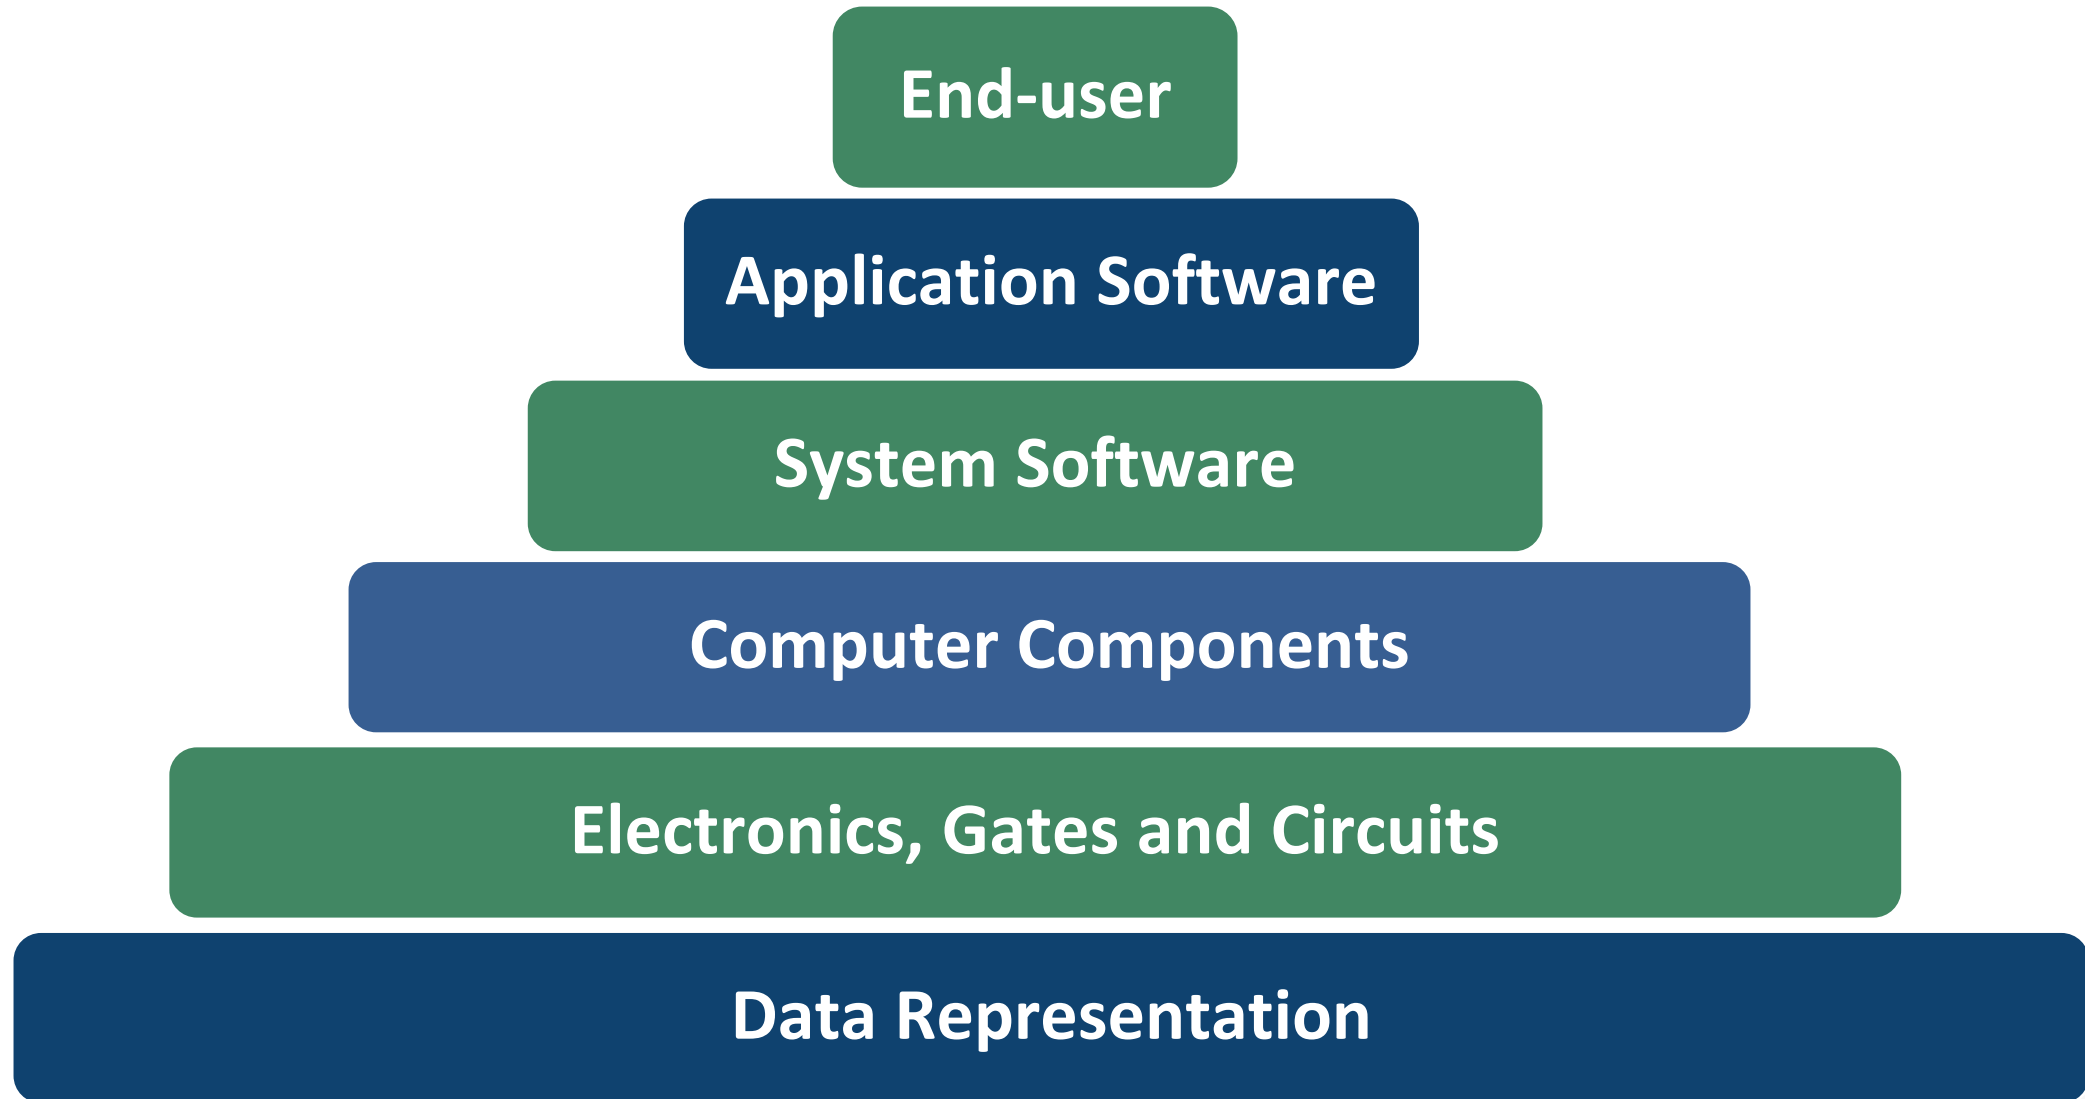 End-user
Application Software
System Software
Computer Components
Electronics, Gates and Circuits
Data Representation